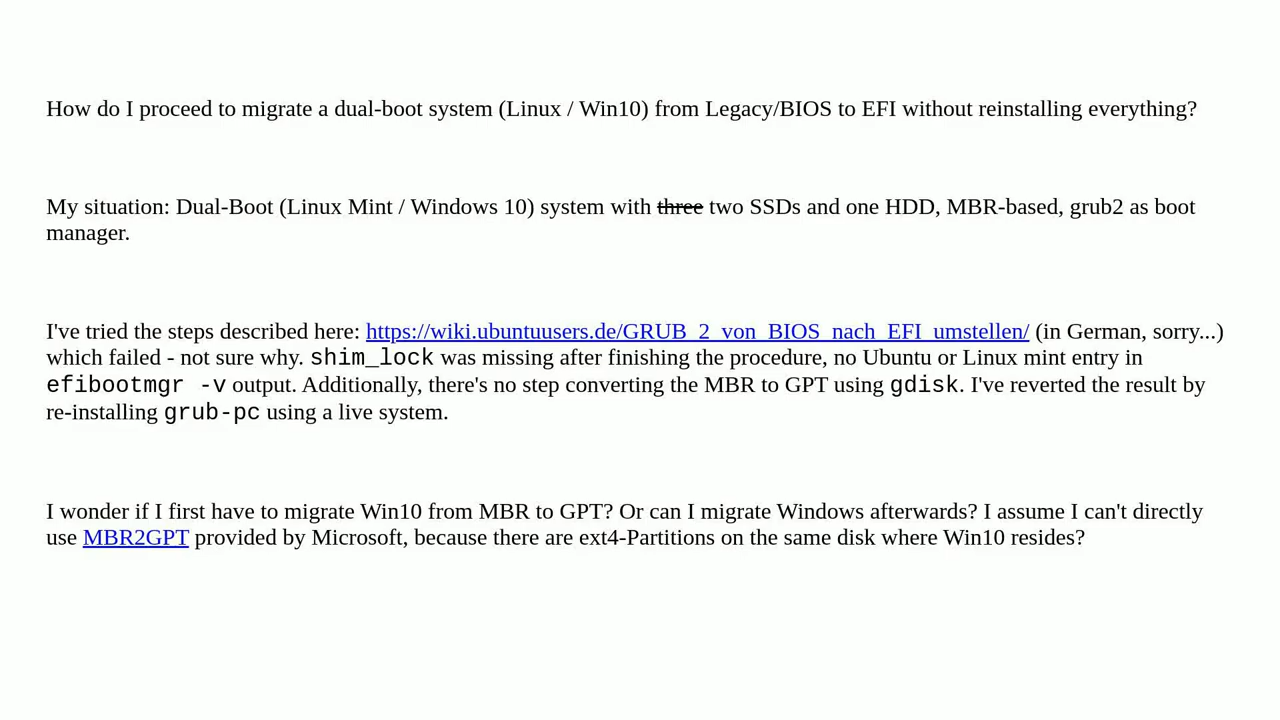 How do I proceed to migrate a dual-boot system (Linux / Win10) from Legacy/BIOS to EFI without reinstalling everything?
My situation: Dual-Boot (Linux Mint / Windows 10) system with three two SSDs and one HDD, MBR-based, grub2 as boot
manager.
I've tried the steps described here: https://wiki.ubuntuusers.de/GRUB_2_von_BIOS_nach_EFI_umstellen/ (in German, sorry...)
which failed - not sure why. shim_lock was missing after finishing the procedure, no Ubuntu or Linux mint entry in
efibootmgr -v output. Additionally, there's no step converting the MBR to GPT using gdisk. I've reverted the result by
re-installing grub-pc using a live system.
I wonder if I first have to migrate Win10 from MBR to GPT? Or can I migrate Windows afterwards? I assume I can't directly
use MBR2GPT provided by Microsoft, because there are ext4-Partitions on the same disk where Win10 resides?